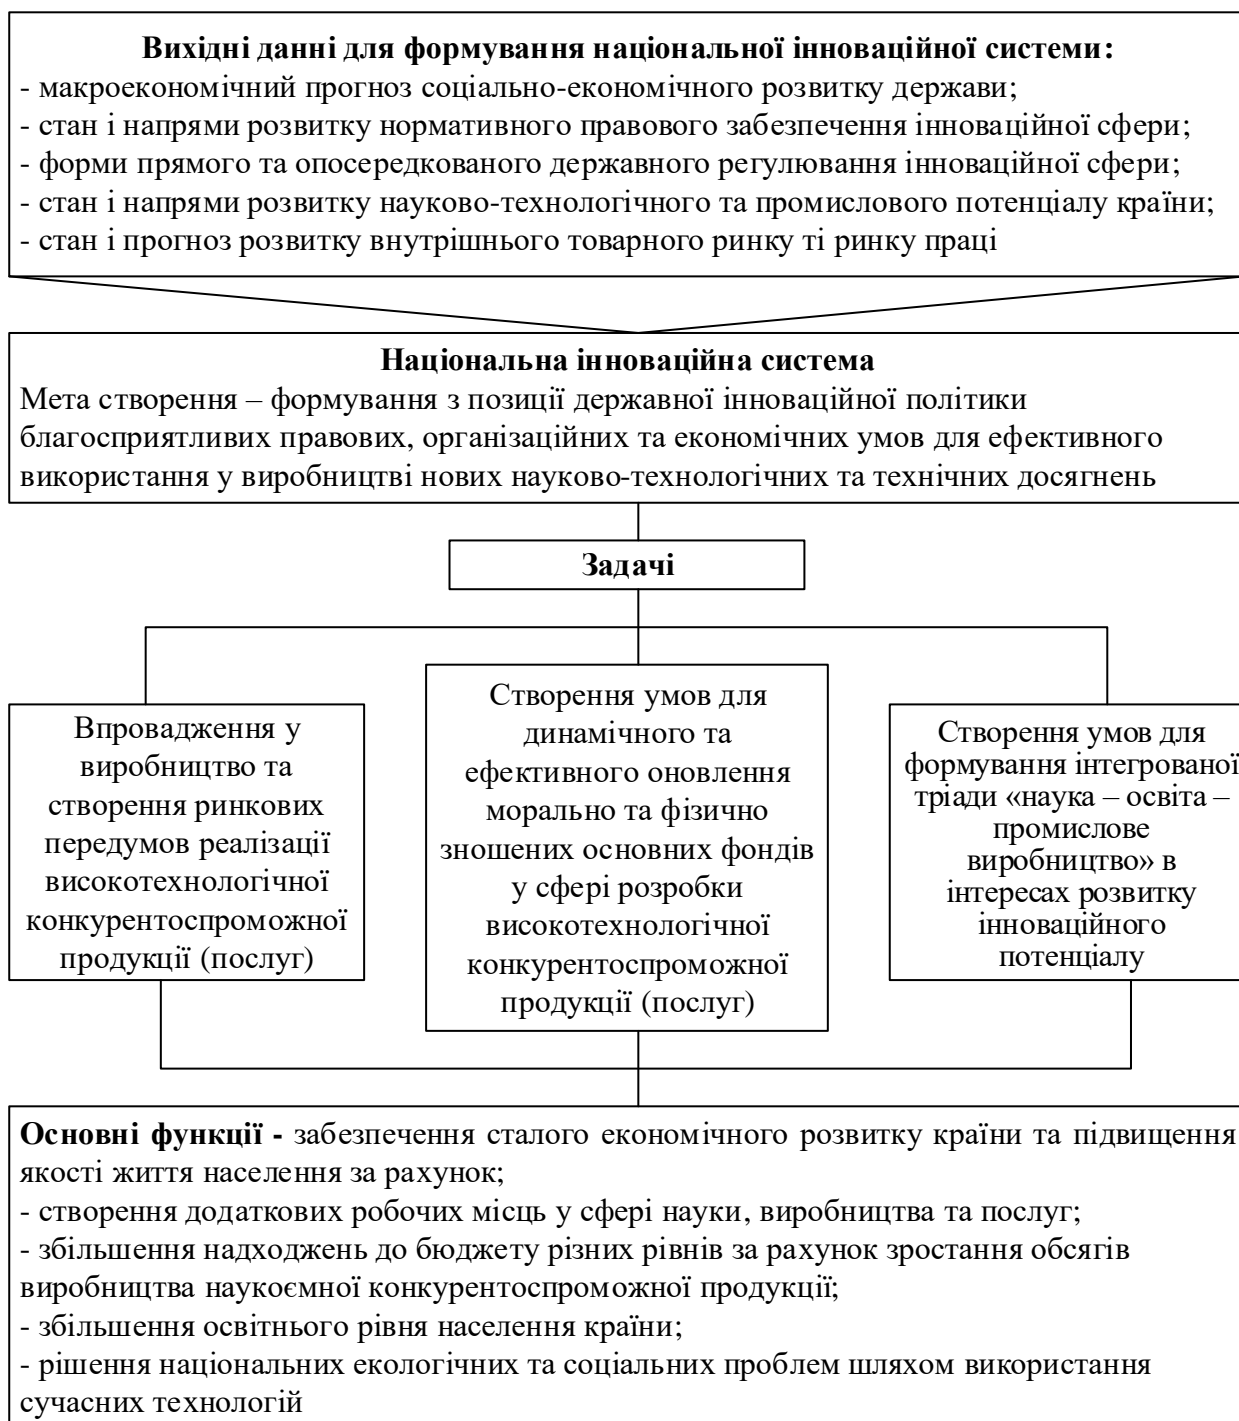 Вихідні данні для формування національної інноваційної системи:
- макроекономічний прогноз соціально-економічного розвитку держави;
- стан і напрями розвитку нормативного правового забезпечення інноваційної сфери;
- форми прямого та опосередкованого державного регулювання інноваційної сфери;
- стан і напрями розвитку науково-технологічного та промислового потенціалу країни;
- стан і прогноз розвитку внутрішнього товарного ринку ті ринку праці
Національна інноваційна система
Мета створення – формування з позиції державної інноваційної політики
благосприятливих правових, організаційних та економічних умов для ефективного
використання у виробництві нових науково-технологічних та технічних досягнень
Задачі
Впровадження у
виробництво та
створення ринкових
передумов реалізації
високотехнологічної
конкурентоспроможної
продукції (послуг)
Створення умов для
динамічного та
ефективного оновлення
морально та фізично
зношених основних фондів
у сфері розробки
високотехнологічної
конкурентоспроможної
продукції (послуг)
Створення умов для
формування інтегрованої
тріади «наука – освіта –
промислове
виробництво» в
інтересах розвитку
інноваційного
потенціалу
Основні функції - забезпечення сталого економічного розвитку країни та підвищення
якості життя населення за рахунок;
- створення додаткових робочих місць у сфері науки, виробництва та послуг;
- збільшення надходжень до бюджету різних рівнів за рахунок зростання обсягів
виробництва наукоємної конкурентоспроможної продукції;
- збільшення освітнього рівня населення країни;
- рішення національних екологічних та соціальних проблем шляхом використання
сучасних технологій